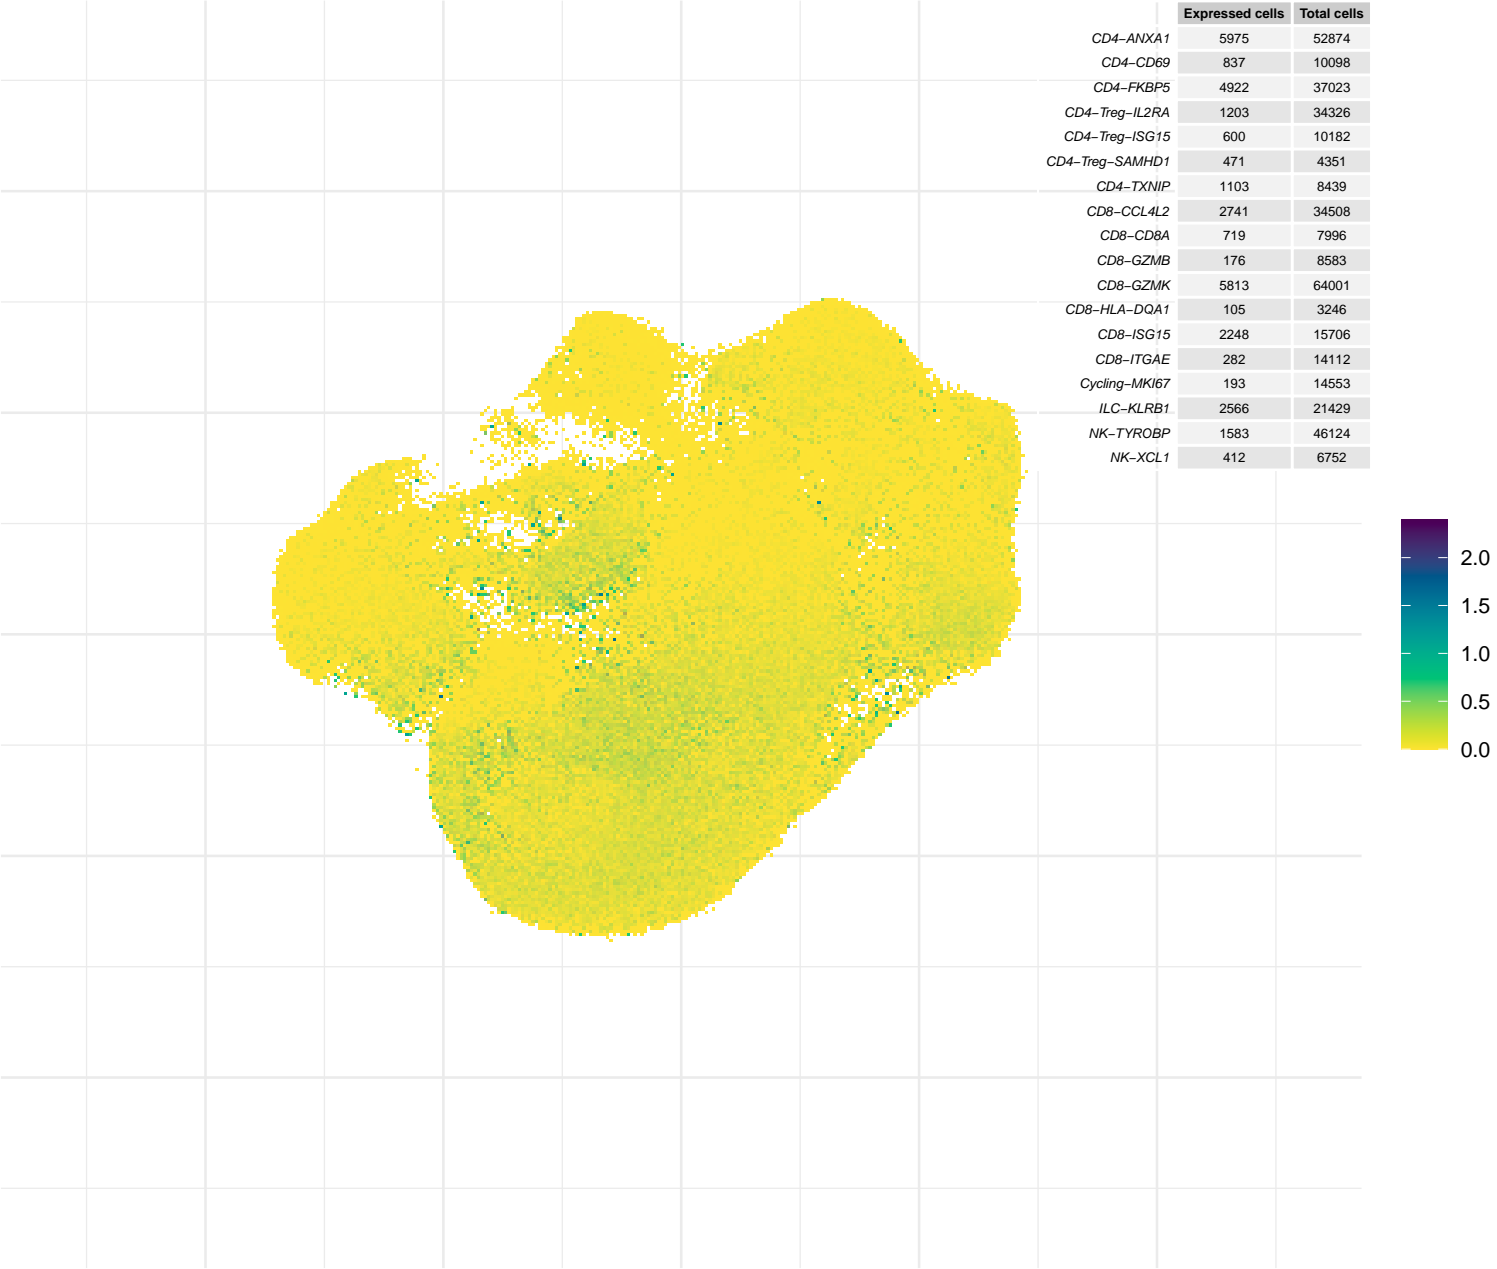 Expressed cells Total cells
CD4−ANXA1 5975 52874
CD4−CD69 837 10098
CD4−FKBP5 4922 37023
CD4−Treg−IL2RA 1203 34326
CD4−Treg−ISG15 600 10182
CD4−Treg−SAMHD1 471 4351
CD4−TXNIP 1103 8439
CD8−CCL4L2 2741 34508
CD8−CD8A 719 7996
CD8−GZMB 176 8583
CD8−GZMK 5813 64001
CD8−HLA−DQA1 105 3246
CD8−ISG15 2248 15706
CD8−ITGAE 282 14112
Cycling−MKI67 193 14553
ILC−KLRB1 2566 21429
NK−TYROBP 1583 46124
NK−XCL1 412 6752
2.0
1.5
1.0
0.5
0.0